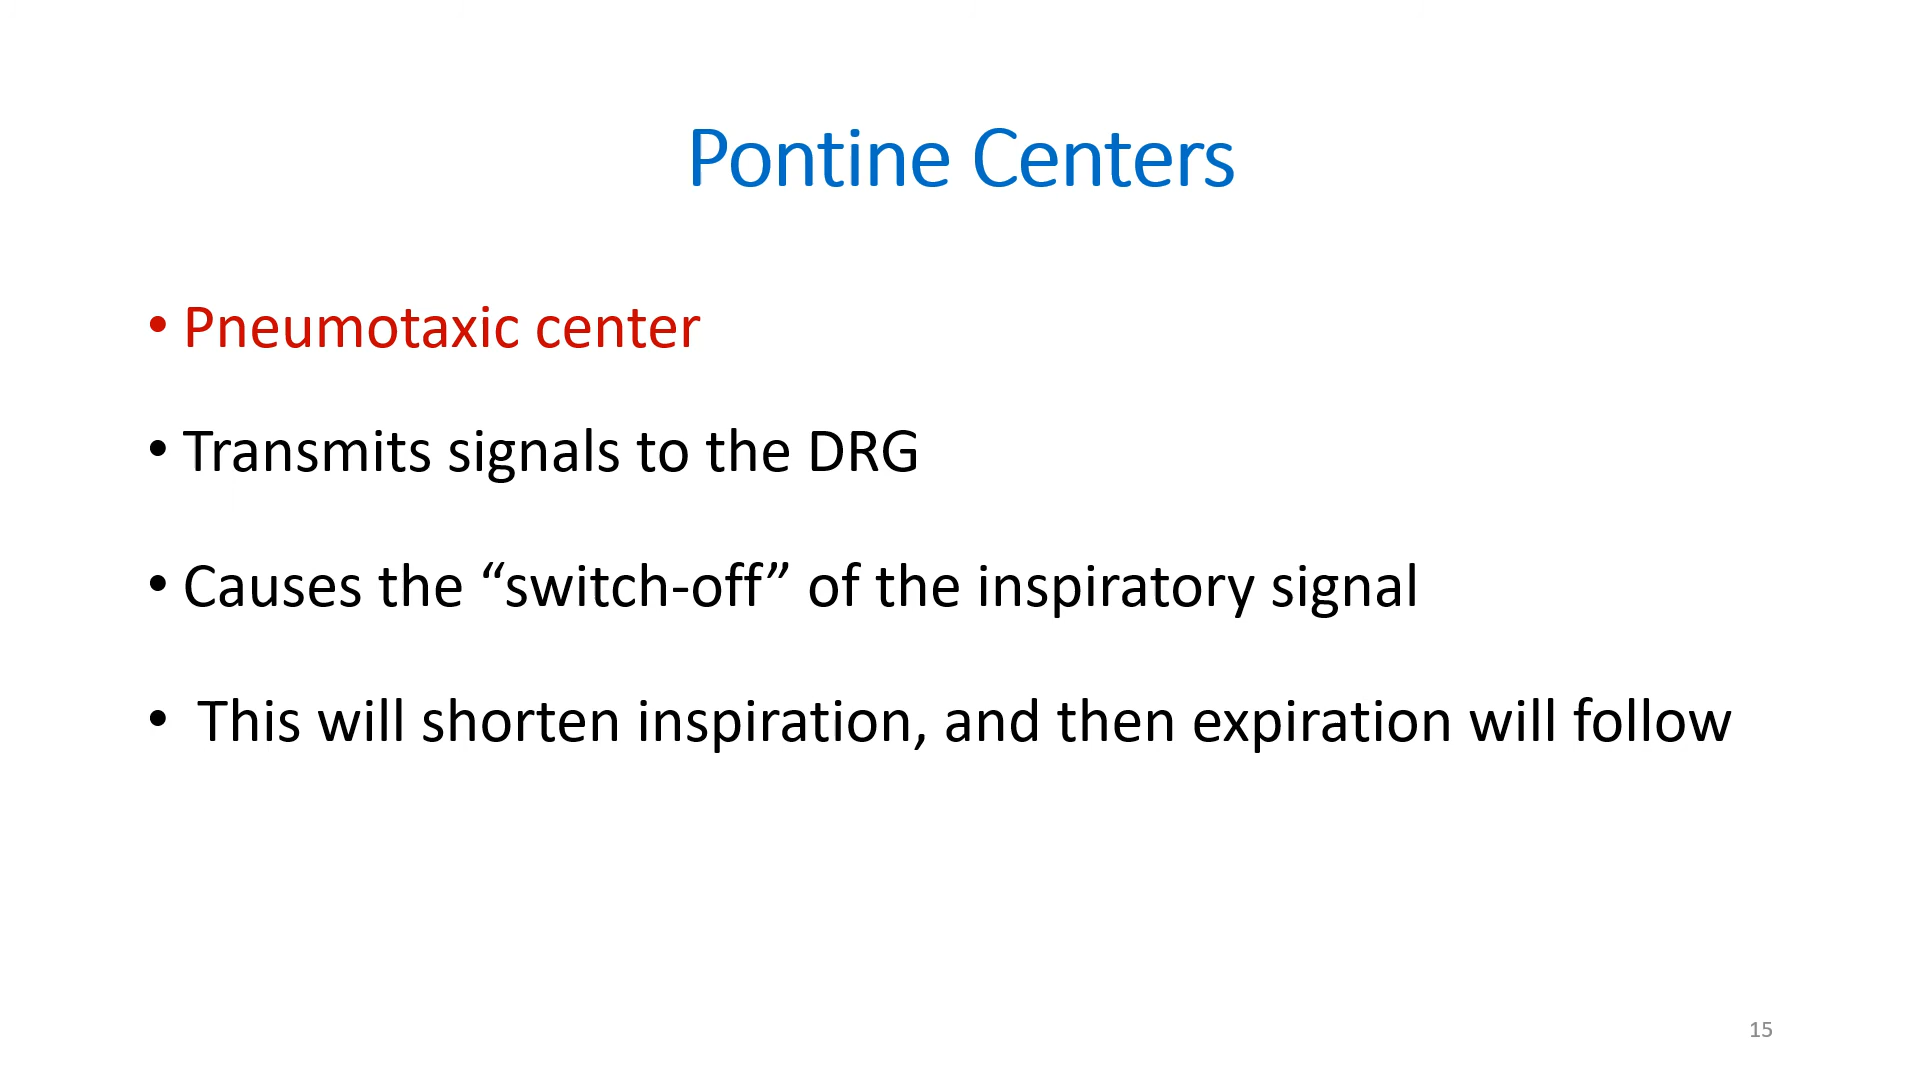 Pontine Centers
• Pneumotaxic center
• Transmits signals to the DRG
• Causes the “switch-off” of the inspiratory signal
• This will shorten inspiration, and then expiration will follow
15